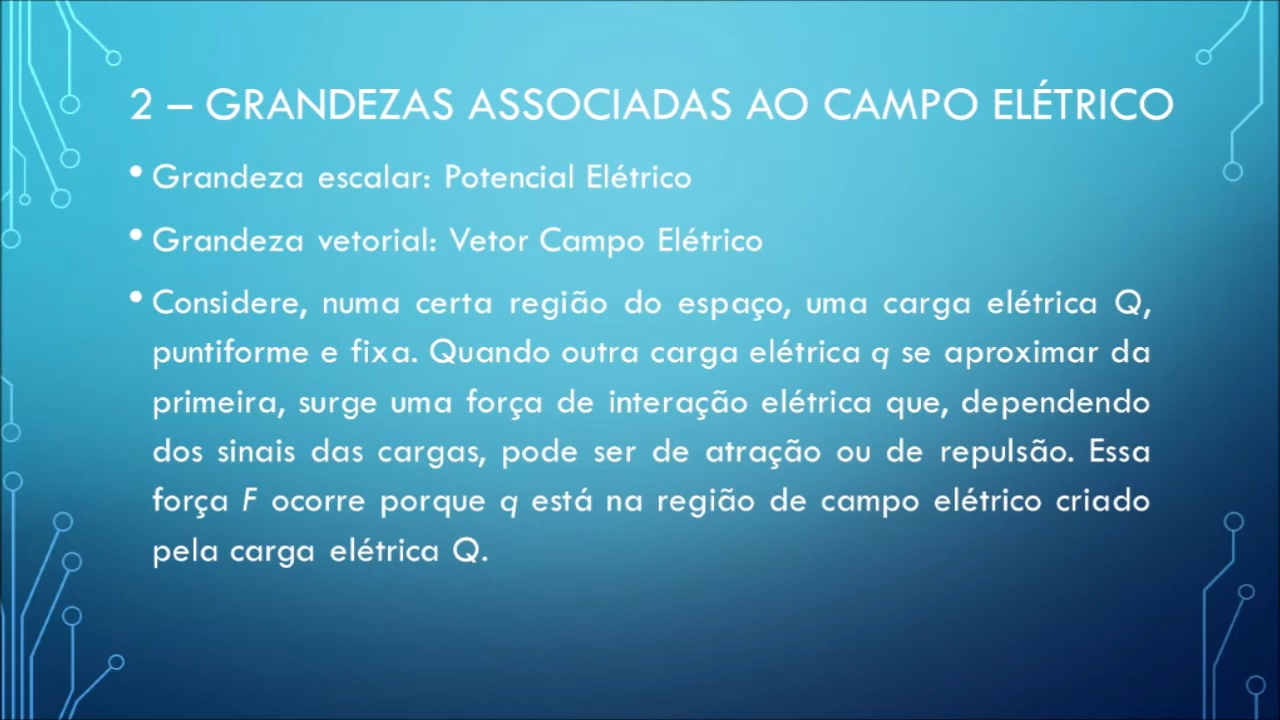 2 – GRANDEZAS ASSOCIADAS AO CAMPO ELÉTRICO
• Grandeza escalar: Potencial Elétrico
• Grandeza vetorial: Vetor Campo Elétrico
• Considere, numa certa região do espaço, uma carga elétrica Q,
puntiforme e fixa. Quando outra carga elétrica q se aproximar da
primeira, surge uma força de interação elétrica que, dependendo
dos sinais das cargas, pode ser de atração ou de repulsão. Essa
força F ocorre porque q está na região de campo elétrico criado
pela carga elétrica Q.